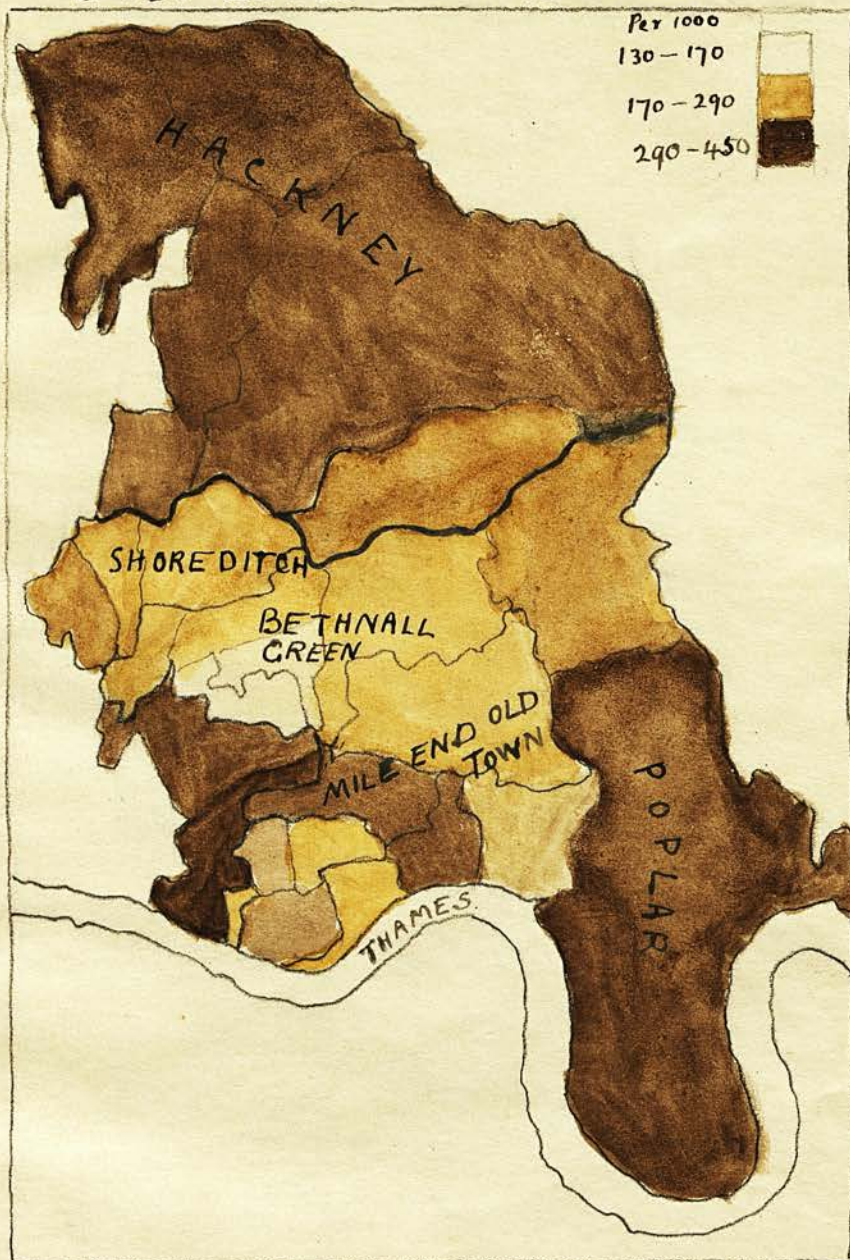 Per 1000
130 – 170
170 – 290
290 – 450
HACKNEY
SHOREDITCH
BETHNALL
GREEN
MILE END OLD
TOWN
POPLAR
THAMES.